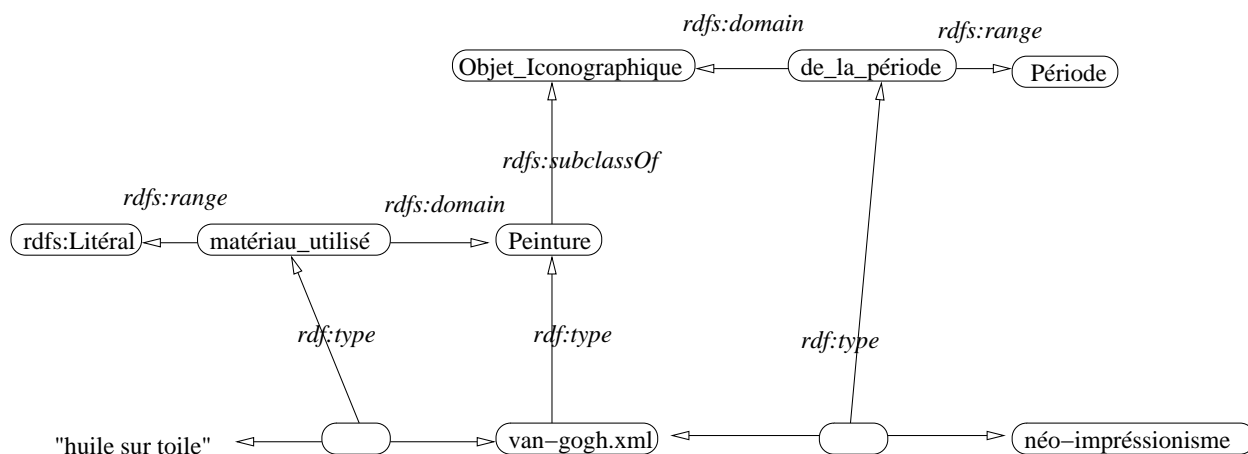 rdfs:domain
rdfs:range
Objet_Iconographique
de_la_période
Période
rdfs:subclassOf
rdfs:range
rdfs:domain
rdfs:Litéral
matériau_utilisé
Peinture
rdf:type
rdf:type
rdf:type
"huile sur toile"
van-gogh.xml
néo-impréssionisme